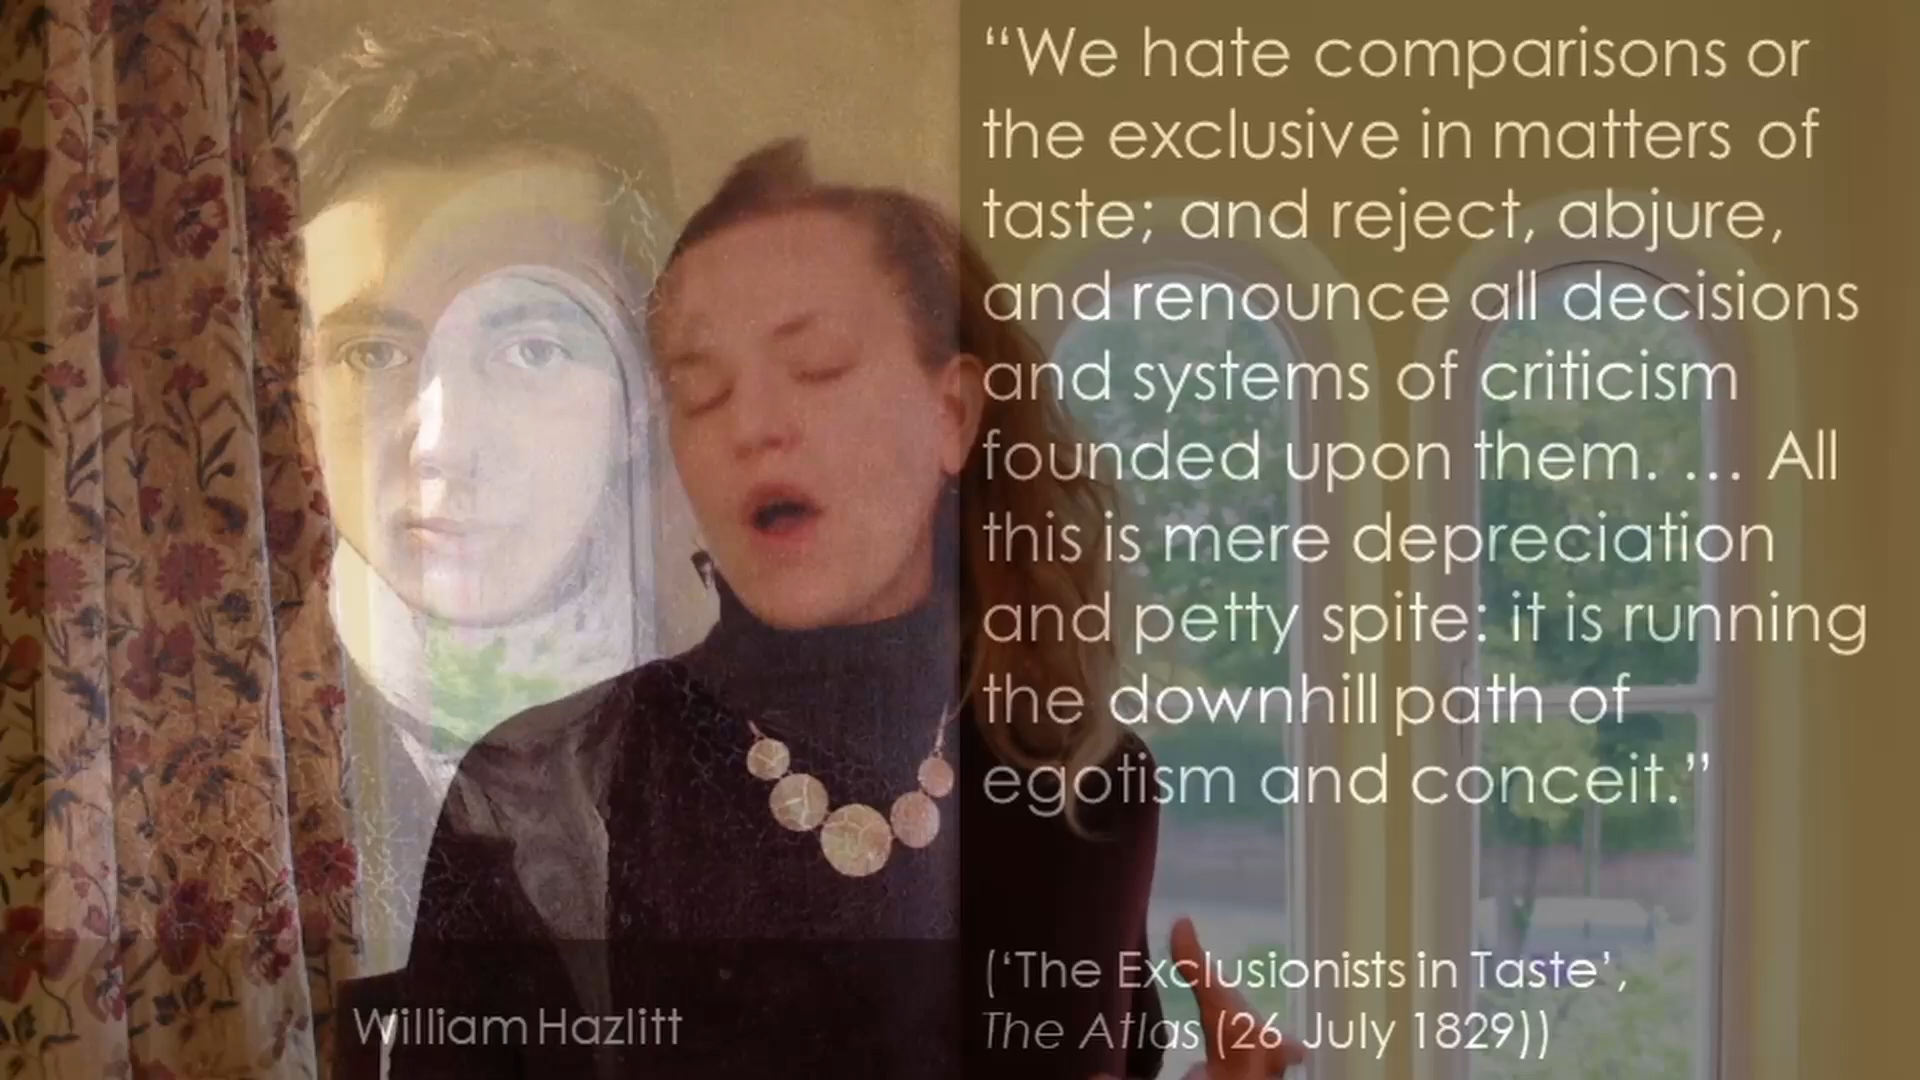 “We hate comparisons or
the exclusive in matters of
taste; and reject, abjure,
and renounce all decisions
and systems of criticism
founded upon them. … All
this is mere depreciation
and petty spite: it is running
the downhill path of
egotism and conceit.”
(‘The Exclusionists in Taste’,
The Atlas (26 July 1829))
William Hazlitt